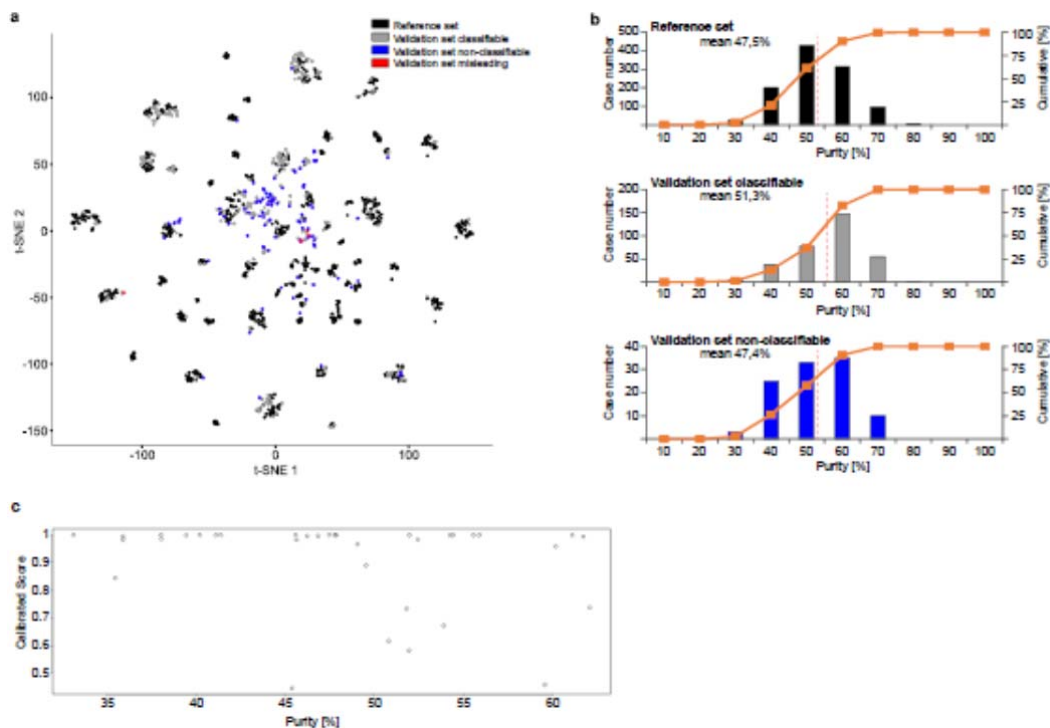 a
Reference set
Validation set classifiable
Validation set non-classifiable
Validation set misleading
t-SNE 2
100
50
0
-50
-100
-150
-100 0 100
t-SNE 1
b
Reference set
mean 47,5%
Case number
500
400
300
200
100
Cumulative [%]
100
75
50
25
10 20 30 40 50 60 70 80 90 100
Purity [%]
Validation set classifiable
mean 51,3%
Case number
200
150
100
50
Cumulative [%]
100
75
50
25
10 20 30 40 50 60 70 80 90 100
Purity [%]
Validation set non-classifiable
mean 47,4%
Case number
40
30
20
10
Cumulative [%]
100
75
50
25
10 20 30 40 50 60 70 80 90 100
Purity [%]
c
Calibrated Score
1
0.9
0.8
0.7
0.6
0.5
35 40 45 50 55 60
Purity [%]